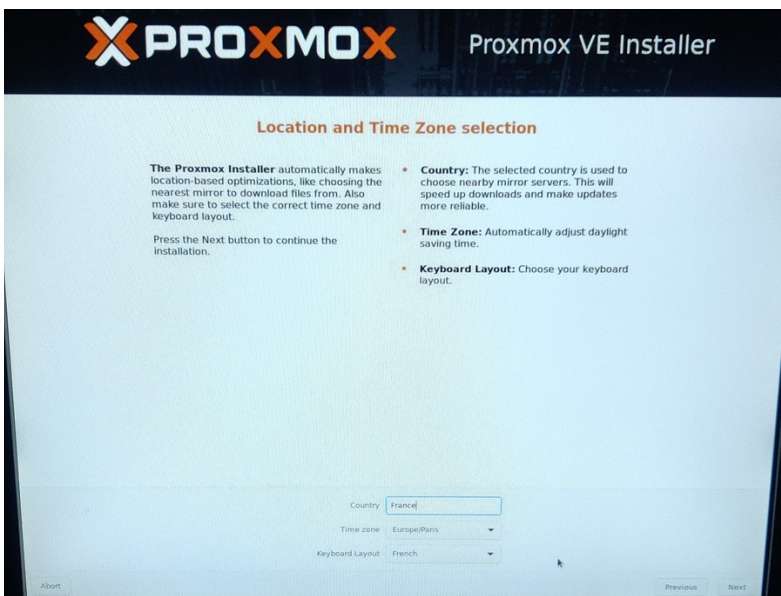 PROXMOX
Proxmox VE Installer
Location and Time Zone selection
The Proxmox Installer automatically makes
location-based optimizations, like choosing the
nearest mirror to download files from. Also
make sure to select the correct time zone and
keyboard layout.
Press the Next button to continue the
installation.
• Country: The selected country is used to
choose nearby mirror servers. This will
speed up downloads and make updates
more reliable.
• Time Zone: Automatically adjust daylight
saving time.
• Keyboard Layout: Choose your keyboard
layout.
Country France
Time zone Europe/Paris
Keyboard Layout French
Abort Previous Next